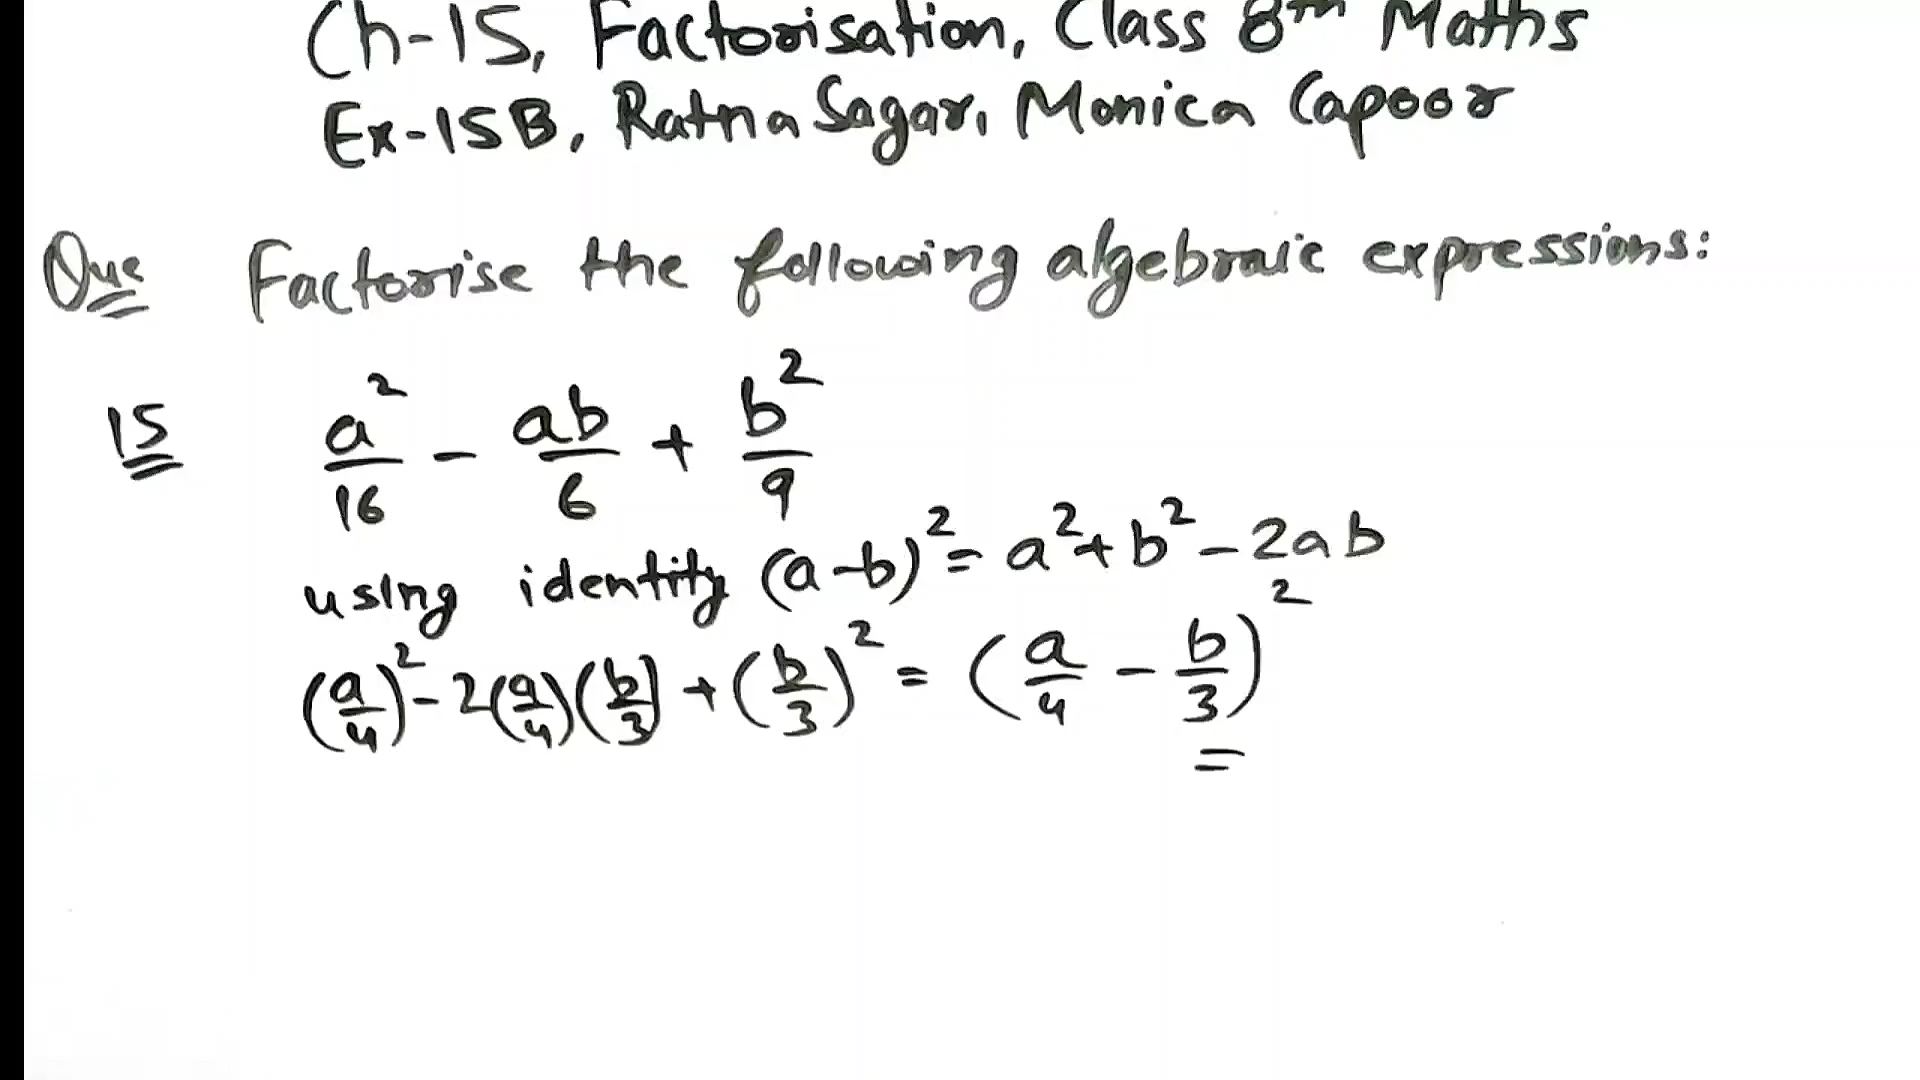 Ch-15, Factorisation, Class 8th Maths
Ex-15B, Ratna Sagar, Monica Capoor
Que Factorise the following algebraic expressions:
15 a²/16 - ab/6 + b²/9
using identity (a-b)² = a²+b²-2ab
(a/4)² - 2(a/4)(b/3) + (b/3)² = (a/4 - b/3)²